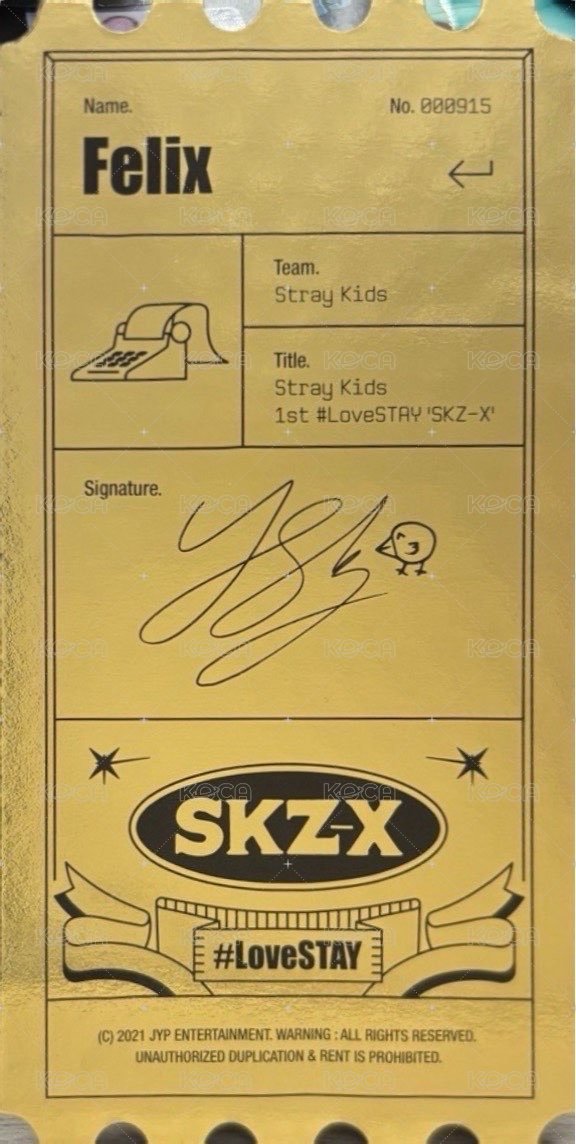 Name.
No. 000915
Felix
Team.
Stray Kids
Title.
Stray Kids
1st #LoveSTAY 'SKZ-X'
Signature.
SKZ-X
#LoveSTAY
(C) 2021 JYP ENTERTAINMENT. WARNING : ALL RIGHTS RESERVED.
UNAUTHORIZED DUPLICATION & RENT IS PROHIBITED.
KOCA